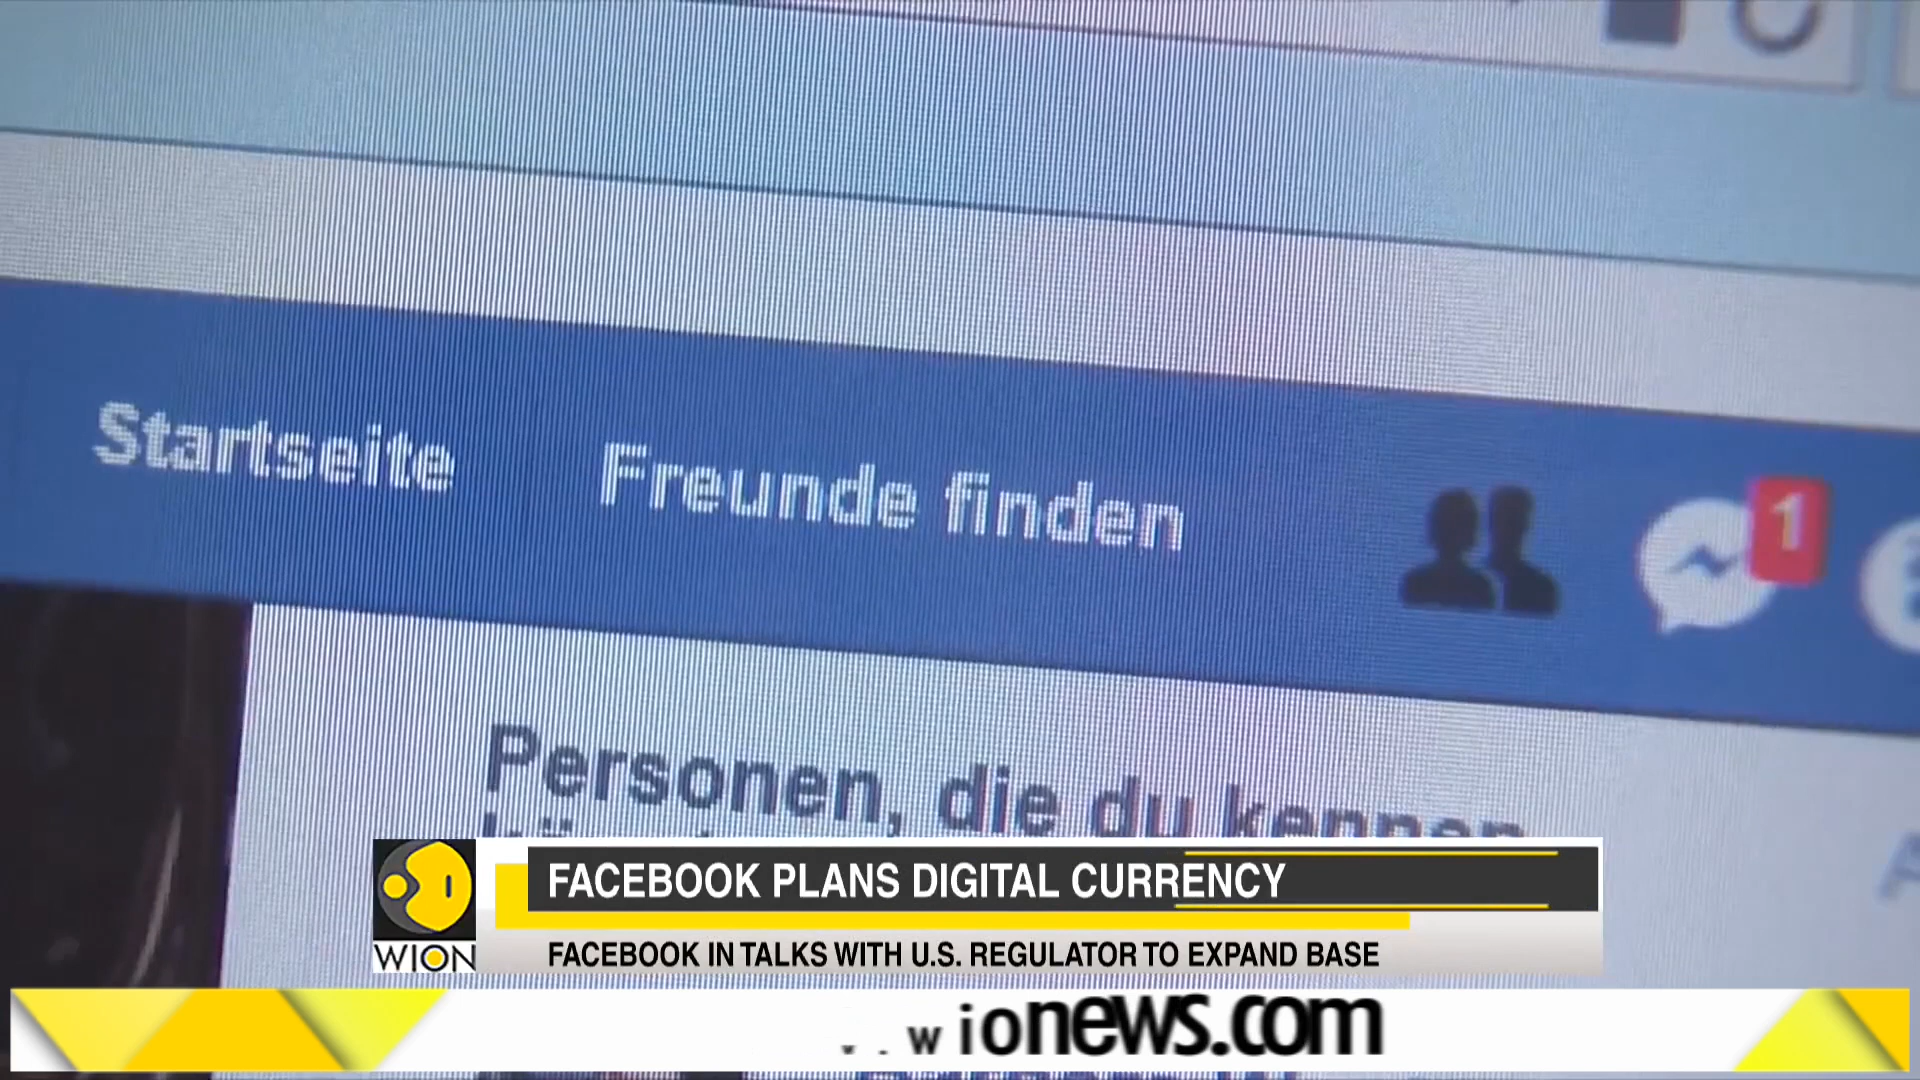 Startseite Freunde finden 1
Personen, die du kennen
FACEBOOK PLANS DIGITAL CURRENCY
WION
FACEBOOK IN TALKS WITH U.S. REGULATOR TO EXPAND BASE
wionews.com